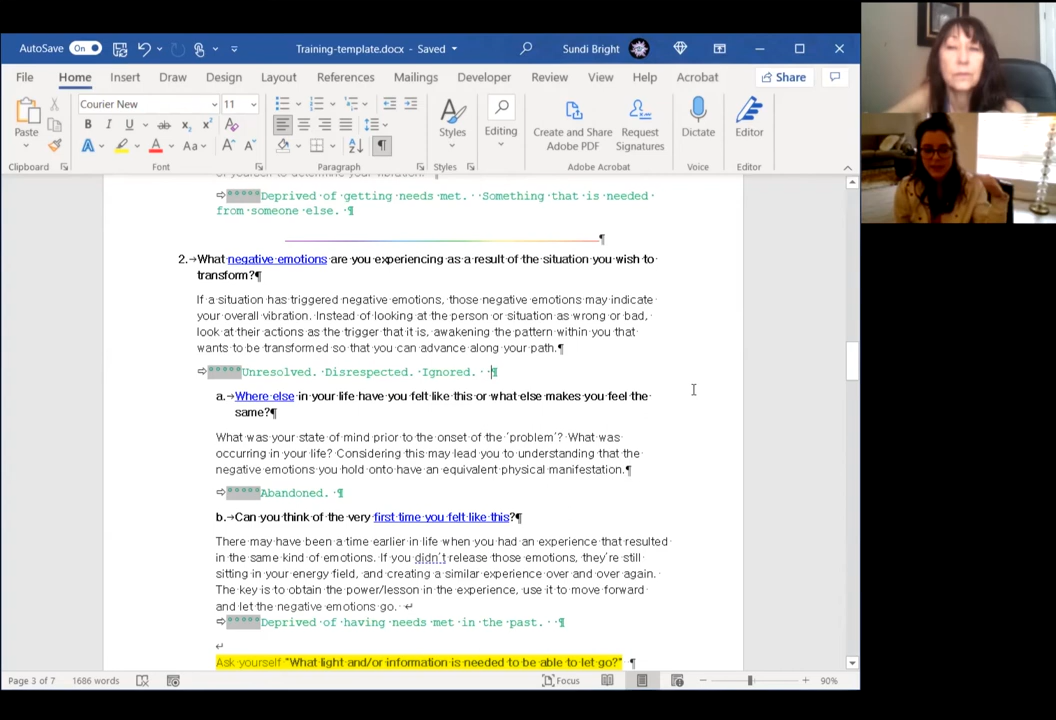 AutoSave On Training-template.docx - Saved Sundi Bright
File Home Insert Draw Design Layout References Mailings Developer Review View Help Acrobat Share
Courier New 11
Paste
B I U ab x₂ x²
Styles Editing Create and Share Adobe PDF Request Signatures Dictate Editor
A A Aa A A
Clipboard Font Paragraph Styles Adobe Acrobat Voice Editor
of yourself to determine your vibration.
Deprived of getting needs met. Something that is needed
from someone else. ¶
¶
2. What negative emotions are you experiencing as a result of the situation you wish to
transform?¶
If a situation has triggered negative emotions, those negative emotions may indicate
your overall vibration. Instead of looking at the person or situation as wrong or bad,
look at their actions as the trigger that it is, awakening the pattern within you that
wants to be transformed so that you can advance along your path.¶
Unresolved. Disrespected. Ignored. ¶
a. Where else in your life have you felt like this or what else makes you feel the
same?¶
What was your state of mind prior to the onset of the 'problem'? What was
occurring in your life? Considering this may lead you to understanding that the
negative emotions you hold onto have an equivalent physical manifestation.¶
Abandoned. ¶
b. Can you think of the very first time you felt like this?¶
There may have been a time earlier in life when you had an experience that resulted
in the same kind of emotions. If you didn't release those emotions, they're still
sitting in your energy field, and creating a similar experience over and over again.
The key is to obtain the power/lesson in the experience, use it to move forward
and let the negative emotions go.
Deprived of having needs met in the past. ¶
Ask yourself "What light and/or information is needed to be able to let go?" ¶
Page 3 of 7 1686 words Focus 90%